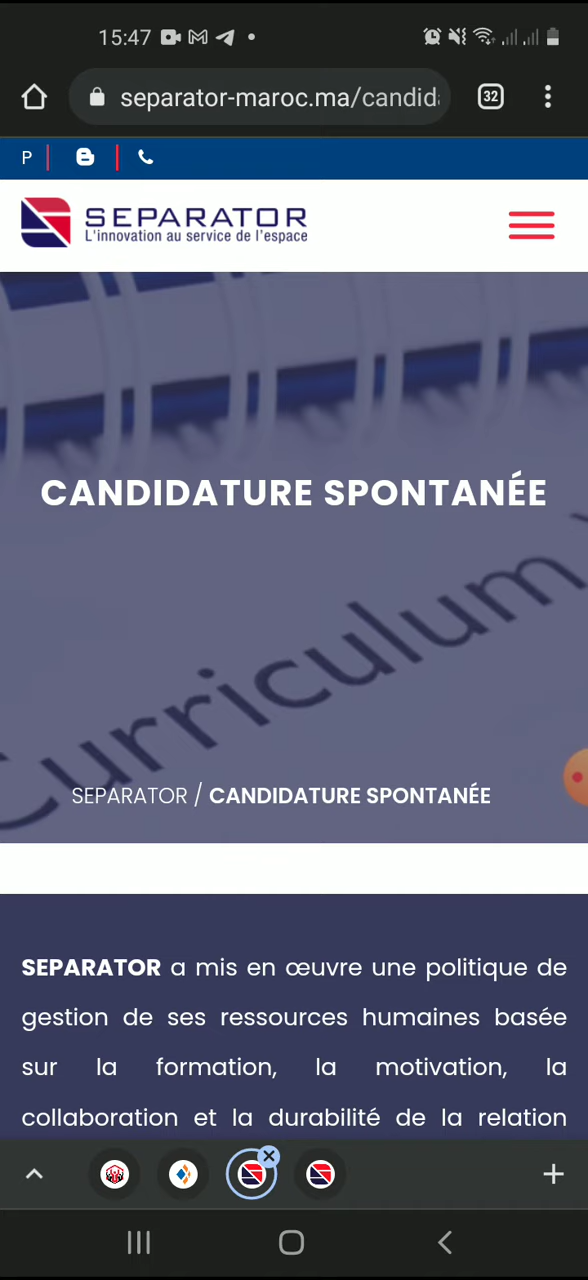 15:47
separator-maroc.ma/candid
32
P
SEPARATOR
L'innovation au service de l'espace
CANDIDATURE SPONTANÉE
Curriculum
SEPARATOR / CANDIDATURE SPONTANÉE
SEPARATOR a mis en œuvre une politique de
gestion de ses ressources humaines basée
sur la formation, la motivation, la
collaboration et la durabilité de la relation